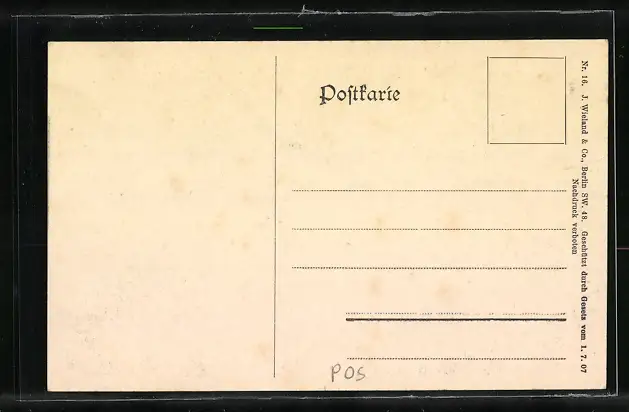 Postkarte
Nr. 16. J. Wieland & Co., Berlin SW. 48. Geschützt durch Gesetz vom 1. 7. 07
Nachdruck verboten
POS